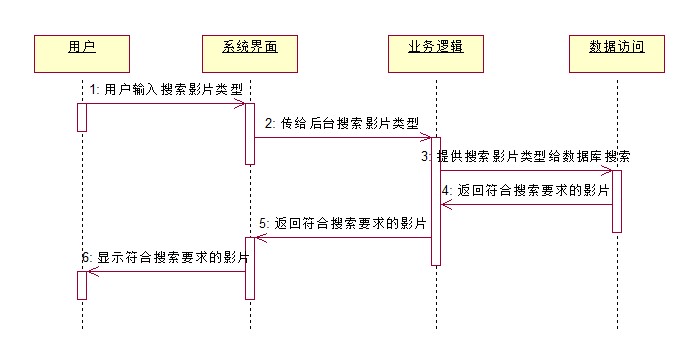 用户
系统界面
业务逻辑
数据访问
1: 用户输入搜索影片类型
2: 传给后台搜索影片类型
3: 提供搜索影片类型给数据库搜索
4: 返回符合搜索要求的影片
5: 返回符合搜索要求的影片
6: 显示符合搜索要求的影片